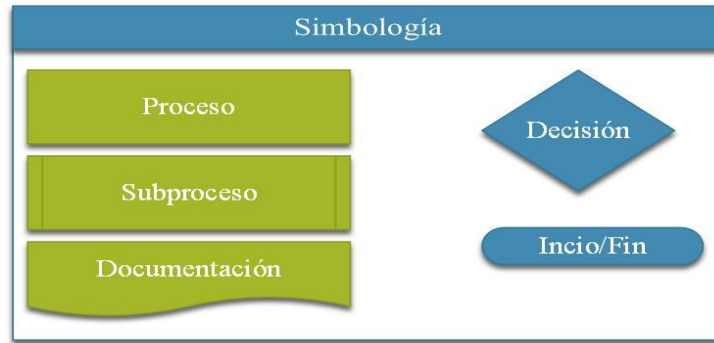 Simbología
Proceso
Subproceso
Documentación
Decisión
Incio/Fin